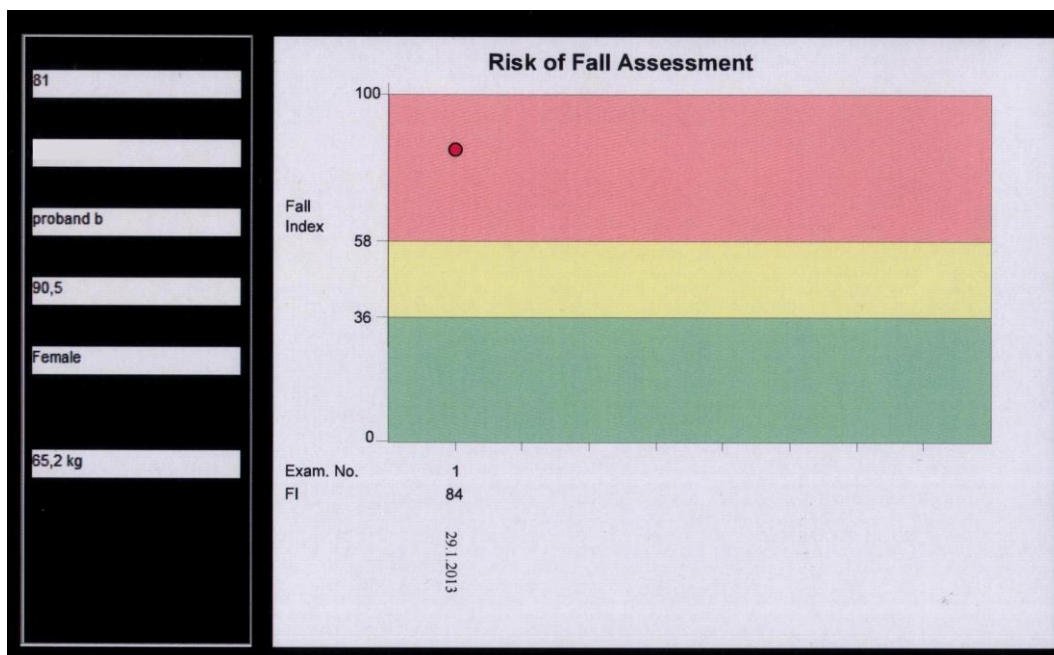 81
proband b
90,5
Female
65,2 kg
Risk of Fall Assessment
100
Fall
Index
58
36
0
Exam. No. 1
FI 84
29.1.2013